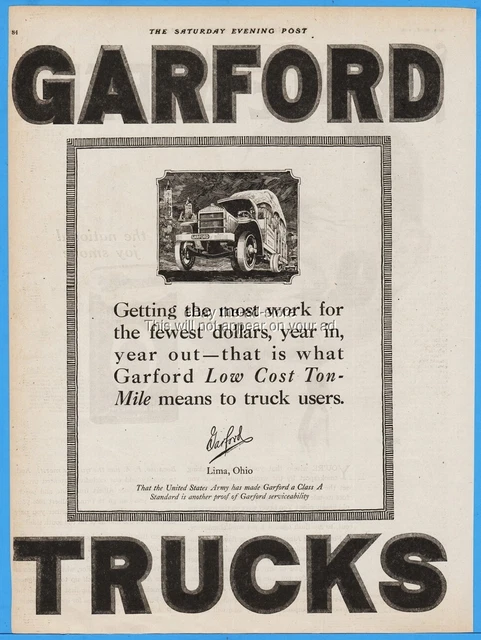 84 THE SATURDAY EVENING POST
GARFORD
GARFORD
Getting the most work for
the fewest dollars, year in,
year out—that is what
Garford Low Cost Ton-
Mile means to truck users.
This will not appear on your ad
Garford
Lima, Ohio
That the United States Army has made Garford a Class A
Standard is another proof of Garford serviceability
TRUCKS